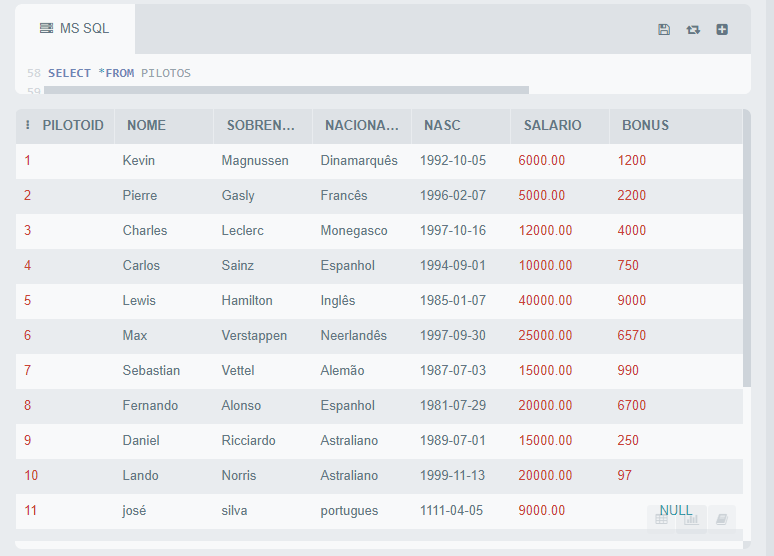 MS SQL
58 SELECT *FROM PILOTOS
59
PILOTOID NOME SOBREN... NACIONA... NASC SALARIO BONUS
1 Kevin Magnussen Dinamarquês 1992-10-05 6000.00 1200
2 Pierre Gasly Francês 1996-02-07 5000.00 2200
3 Charles Leclerc Monegasco 1997-10-16 12000.00 4000
4 Carlos Sainz Espanhol 1994-09-01 10000.00 750
5 Lewis Hamilton Inglês 1985-01-07 40000.00 9000
6 Max Verstappen Neerlandês 1997-09-30 25000.00 6570
7 Sebastian Vettel Alemão 1987-07-03 15000.00 990
8 Fernando Alonso Espanhol 1981-07-29 20000.00 6700
9 Daniel Ricciardo Astraliano 1989-07-01 15000.00 250
10 Lando Norris Astraliano 1999-11-13 20000.00 97
11 josé silva portugues 1111-04-05 9000.00 NULL